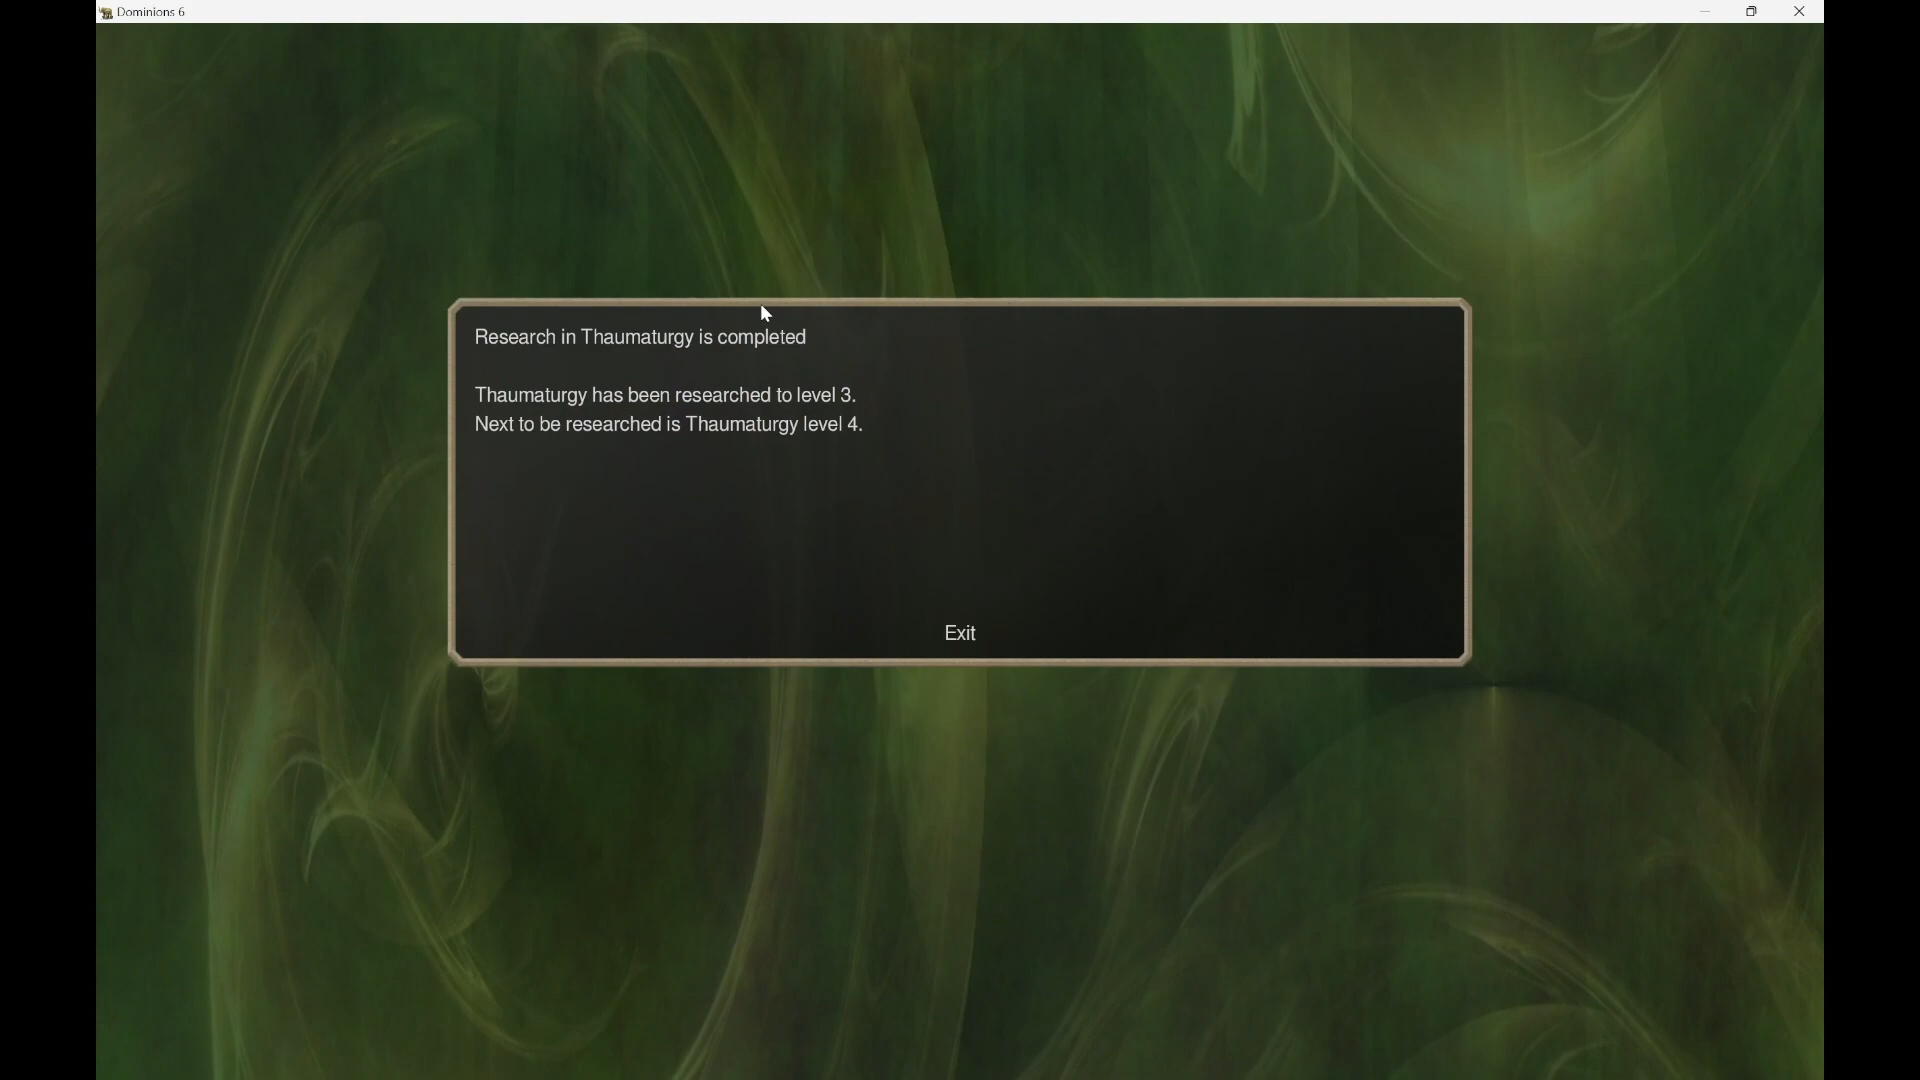 Dominions 6
Research in Thaumaturgy is completed
Thaumaturgy has been researched to level 3.
Next to be researched is Thaumaturgy level 4.
Exit